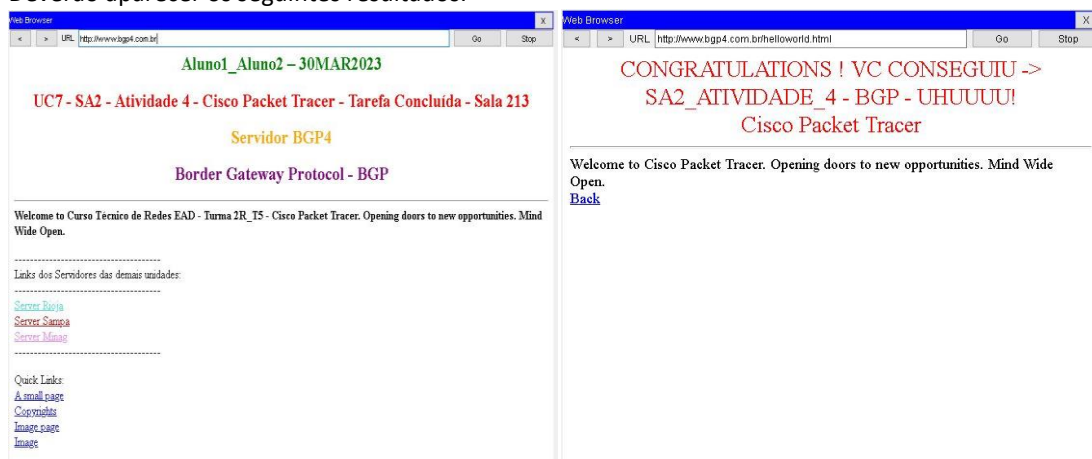 Deverão aparecer os seguintes resultados:
Web Browser
X
<
>
URL
http://www.bgp4.com.br
Go
Stop
Aluno1_Aluno2 – 30MAR2023
UC7 - SA2 - Atividade 4 - Cisco Packet Tracer - Tarefa Concluída - Sala 213
Servidor BGP4
Border Gateway Protocol - BGP
Welcome to Curso Técnico de Redes EAD - Turma 2R_T5 - Cisco Packet Tracer. Opening doors to new opportunities. Mind
Wide Open.
-------------------------------------
Links dos Servidores das demais unidades:
-------------------------------------
Server Rioja
Server Sampa
Server Minag
-------------------------------------
Quick Links:
A small page
Copyrights
Image page
Image
Web Browser
X
<
>
URL
http://www.bgp4.com.br/helloworld.html
Go
Stop
CONGRATULATIONS ! VC CONSEGUIU ->
SA2_ATIVIDADE_4 - BGP - UHUUUU!
Cisco Packet Tracer
Welcome to Cisco Packet Tracer. Opening doors to new opportunities. Mind Wide
Open.
Back